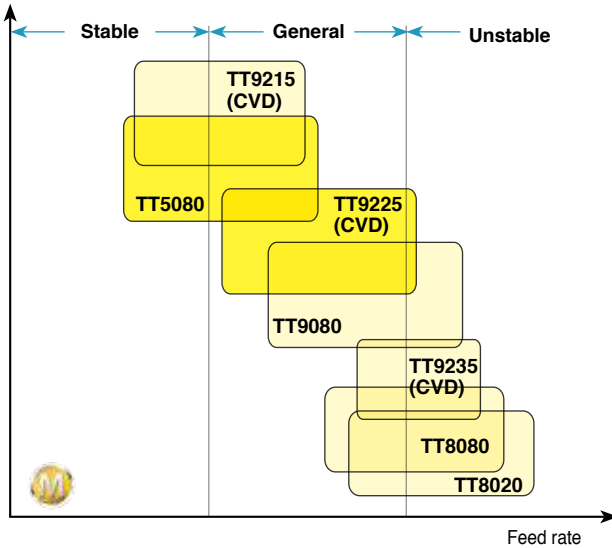 Stable
General
Unstable
TT9215
(CVD)
TT5080
TT9225
(CVD)
TT9080
TT9235
(CVD)
TT8080
TT8020
M
Feed rate